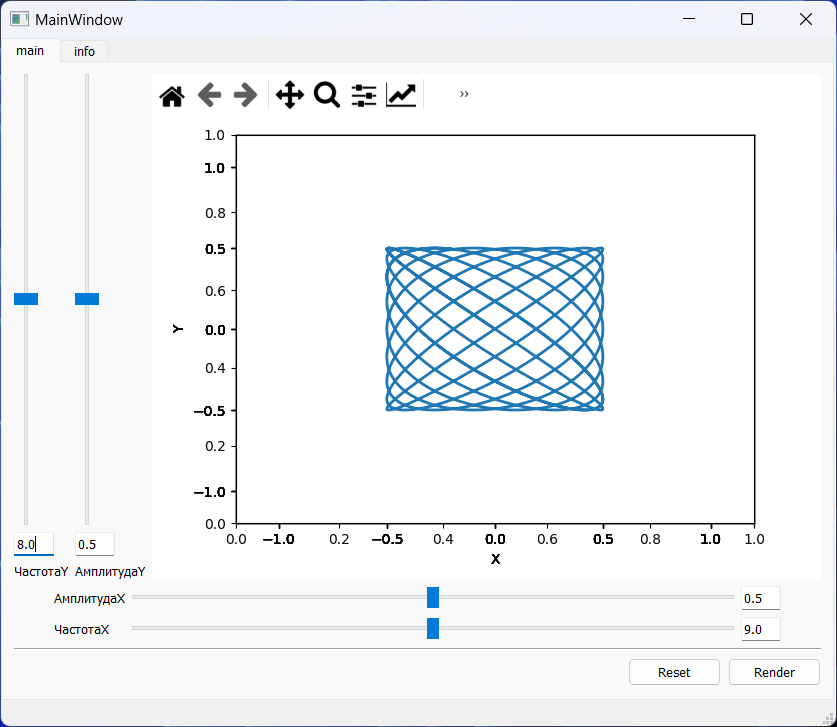 MainWindow
main
info
»
1.0
1.0
0.8
0.5
0.6
0.0
0.4
−0.5
0.2
−1.0
0.0
Y
0.0
−1.0
0.2
−0.5
0.4
0.0
0.6
0.5
0.8
1.0
1.0
X
8.0
0.5
ЧастотаY
АмплитудаY
АмплитудаX
0.5
ЧастотаX
9.0
Reset
Render